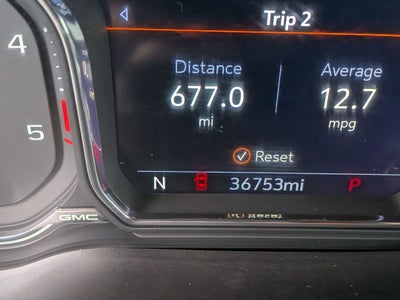 Trip 2
Distance Average
677.0 12.7
mi mpg
Reset
N 36753mi P
4
5
GMC